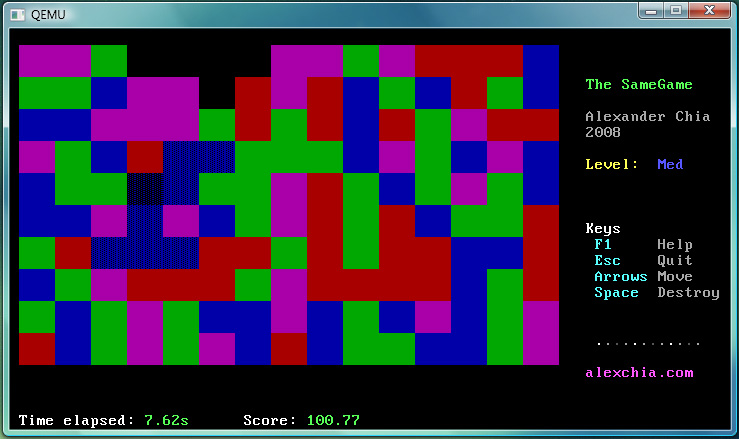 QEMU
The SameGame
Alexander Chia
2008
Level: Med
Keys
F1 Help
Esc Quit
Arrows Move
Space Destroy
alexchia.com
Time elapsed: 7.62s Score: 100.77